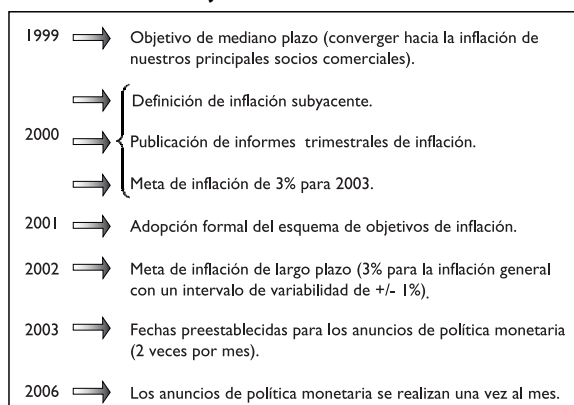 1999 Objetivo de mediano plazo (converger hacia la inflación de
nuestros principales socios comerciales).
Definición de inflación subyacente.
2000 Publicación de informes trimestrales de inflación.
Meta de inflación de 3% para 2003.
2001 Adopción formal del esquema de objetivos de inflación.
2002 Meta de inflación de largo plazo (3% para la inflación general
con un intervalo de variabilidad de +/- 1%).
2003 Fechas preestablecidas para los anuncios de política monetaria
(2 veces por mes).
2006 Los anuncios de política monetaria se realizan una vez al mes.